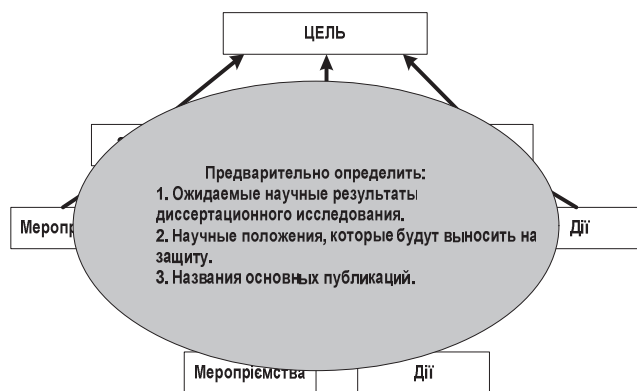 ЦЕЛЬ
Предварительно определить:
1. Ожидаемые научные результаты
диссертационного исследования.
2. Научные положения, которые будут выносить на
защиту.
3. Названия основных публикаций.
Дії
Меропріємства
Дії